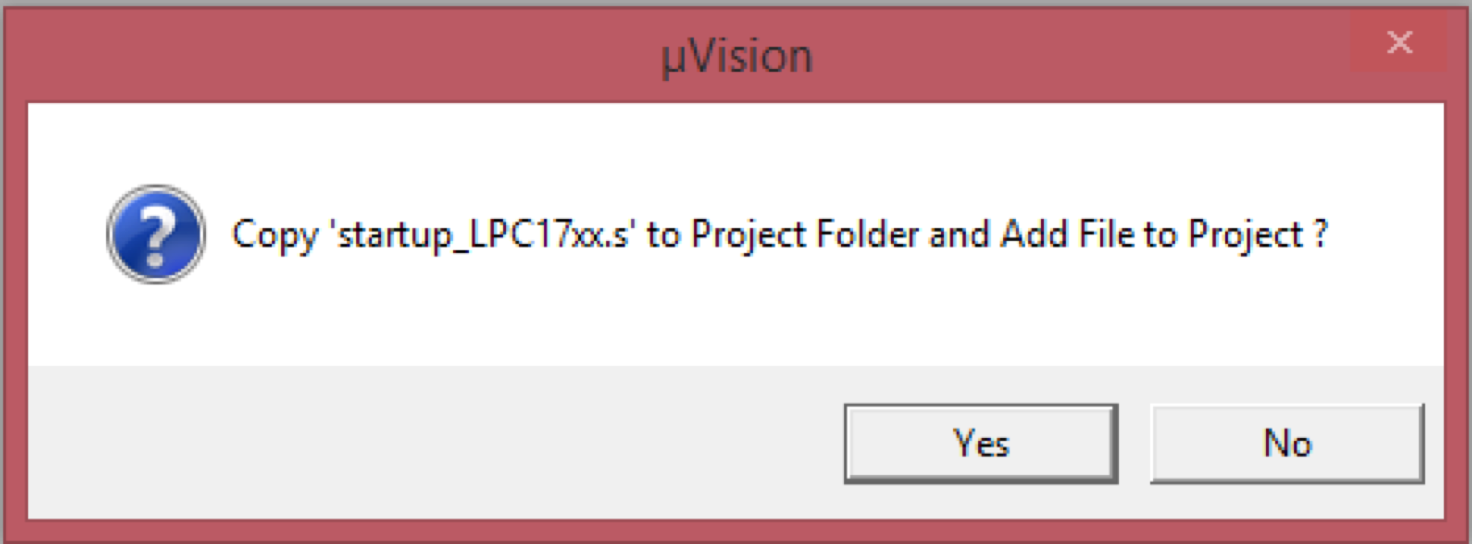 µVision
Copy 'startup_LPC17xx.s' to Project Folder and Add File to Project ?
Yes
No